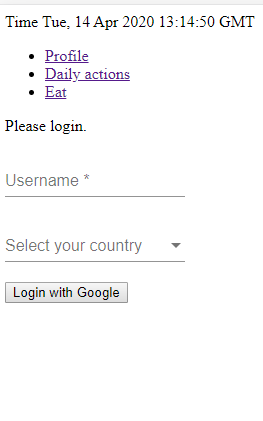 Time Tue, 14 Apr 2020 13:14:50 GMT
Profile
Daily actions
Eat
Please login.
Username *
Select your country
Login with Google